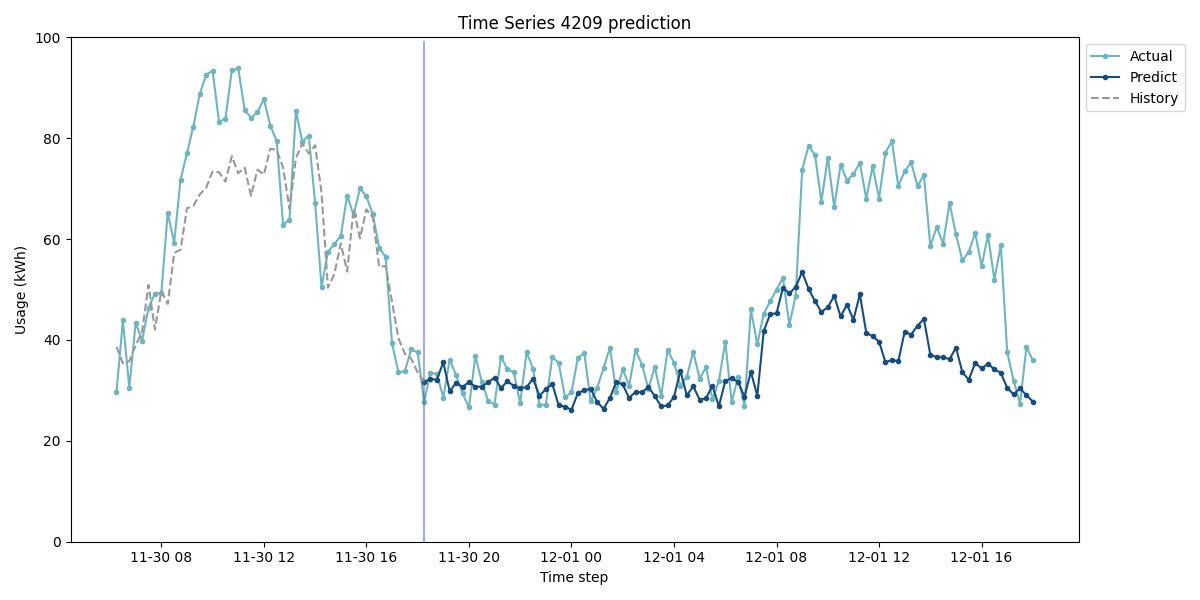 Time Series 4209 prediction
100
80
60
40
20
0
Usage (kWh)
11-30 08
11-30 12
11-30 16
11-30 20
12-01 00
12-01 04
12-01 08
12-01 12
12-01 16
Time step
Actual
Predict
History